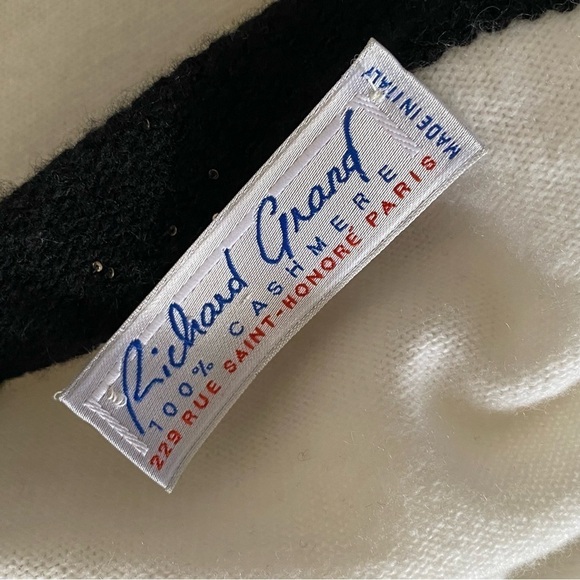 Richard Grand
100% CASHMERE
229 RUE SAINT-HONORÉ PARIS
MADE IN ITALY